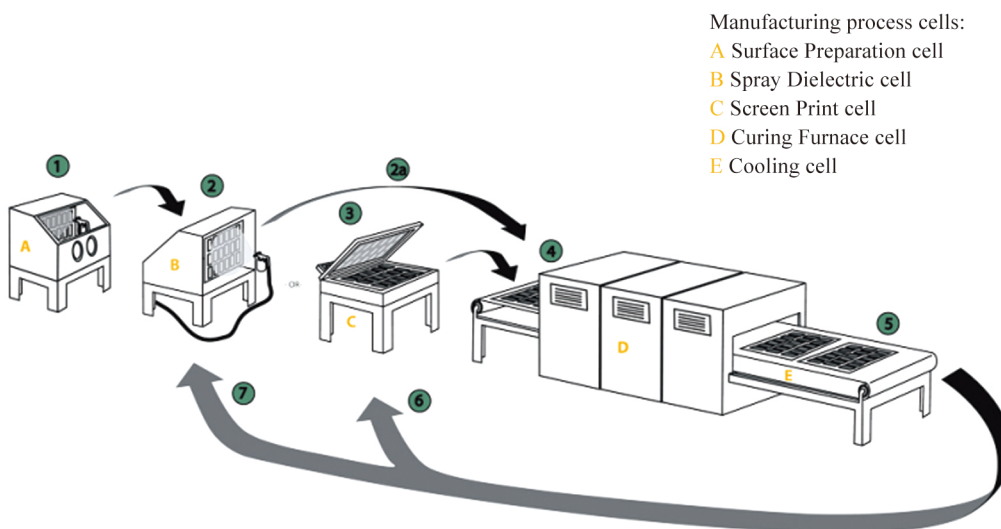 Manufacturing process cells:
A Surface Preparation cell
B Spray Dielectric cell
C Screen Print cell
D Curing Furnace cell
E Cooling cell
1
2
2a
3
4
5
A
B
OR
C
D
E
7
6